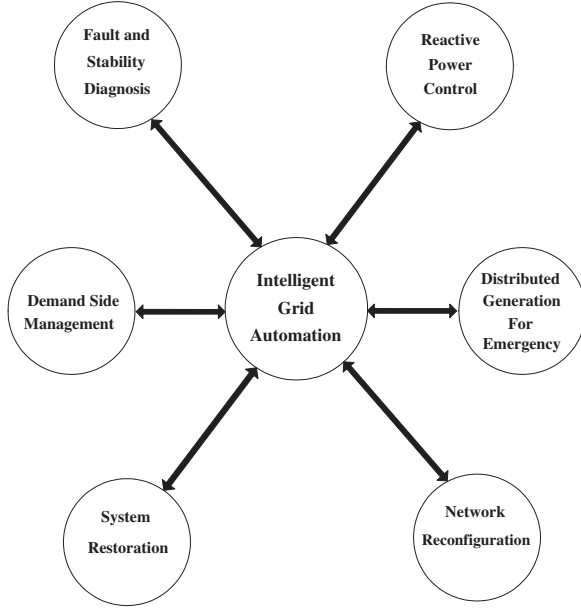 Fault and
Stability
Diagnosis
Reactive
Power
Control
Demand Side
Management
Intelligent
Grid
Automation
Distributed
Generation
For
Emergency
System
Restoration
Network
Reconfiguration